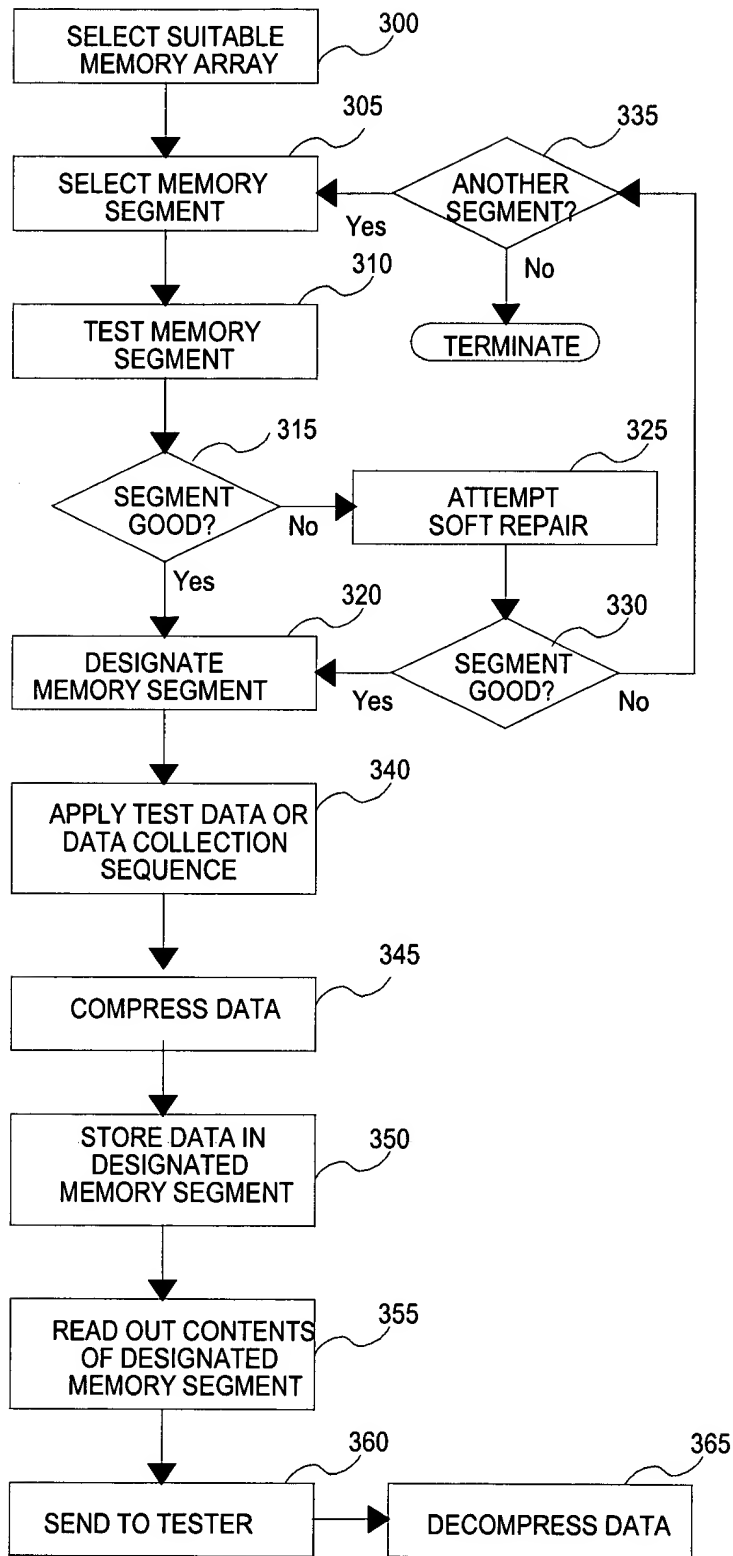 SELECT SUITABLE
MEMORY ARRAY
300
305
335
SELECT MEMORY
SEGMENT
ANOTHER
SEGMENT?
Yes
No
310
TEST MEMORY
SEGMENT
TERMINATE
315
325
SEGMENT
GOOD?
No
ATTEMPT
SOFT REPAIR
Yes
320
330
DESIGNATE
MEMORY SEGMENT
Yes
SEGMENT
GOOD?
No
340
APPLY TEST DATA OR
DATA COLLECTION
SEQUENCE
345
COMPRESS DATA
STORE DATA IN
DESIGNATED
MEMORY SEGMENT
350
READ OUT CONTENTS
OF DESIGNATED
MEMORY SEGMENT
355
360
365
SEND TO TESTER
DECOMPRESS DATA